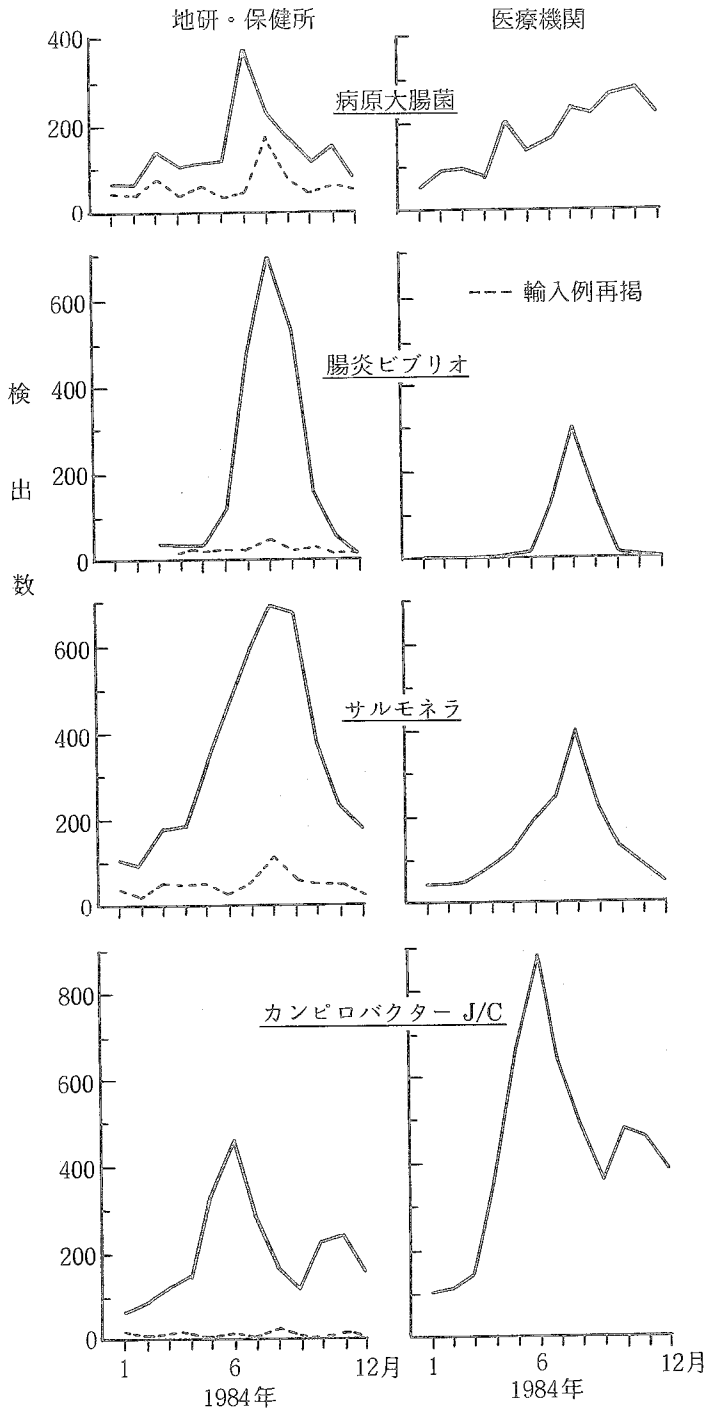 地研・保健所
医療機関
400
200
0
病原大腸菌
600
400
200
0
腸炎ビブリオ
---- 輸入例再掲
検出数
600
400
200
0
サルモネラ
800
600
400
200
0
カンピロバクター J/C
1 6 12月
1984年
1 6 12月
1984年